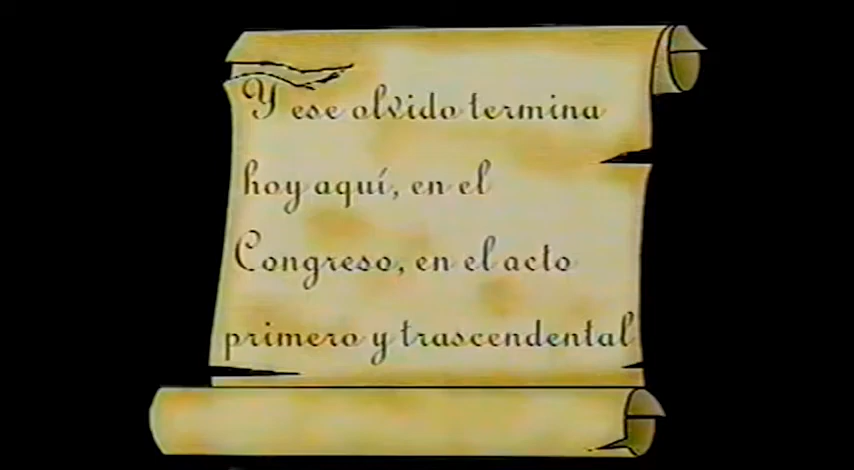 Y ese olvido termina
hoy aquí, en el
Congreso, en el acto
primero y trascendental